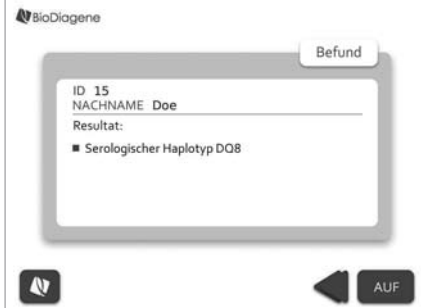 BioDiagene
Befund
ID 15
NACHNAME Doe
Resultat:
■ Serologischer Haplotyp DQ8
AUF